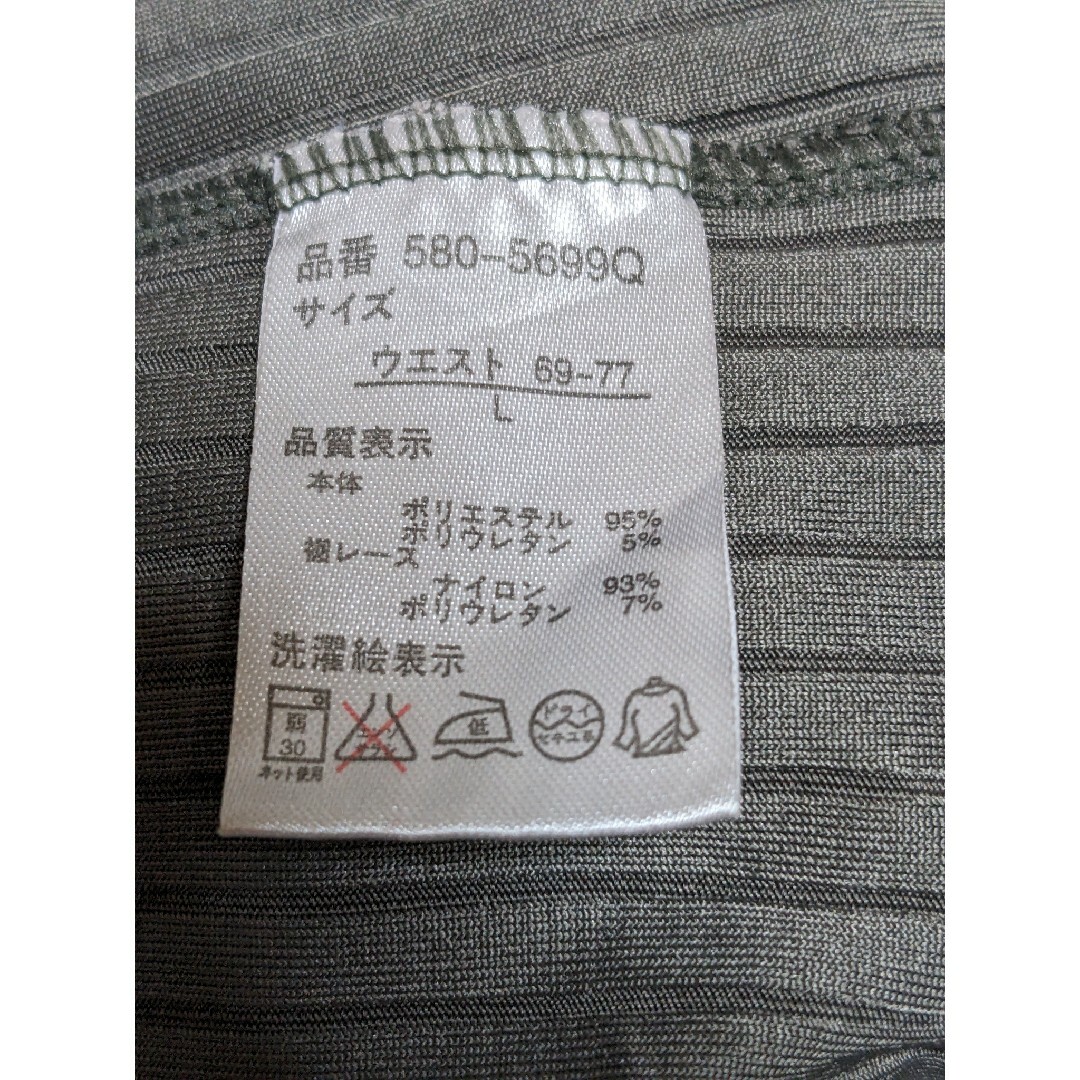 品番 580-5699Q
サイズ
ウエスト 69-77
L
品質表示
本体
ポリエステル 95%
ポリウレタン 5%
裾レース
ナイロン 93%
ポリウレタン 7%
洗濯絵表示
弱
30
ネット使用
低
ドライ
セキユ系